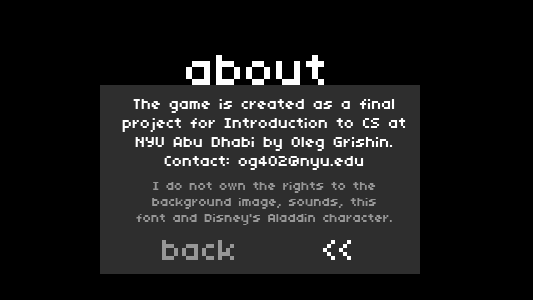 about
The game is created as a final
project for Introduction to CS at
NYU Abu Dhabi by Oleg Grishin.
Contact: og402@nyu.edu
I do not own the rights to the
background image, sounds, this
font and Disney's Aladdin character.
back <<